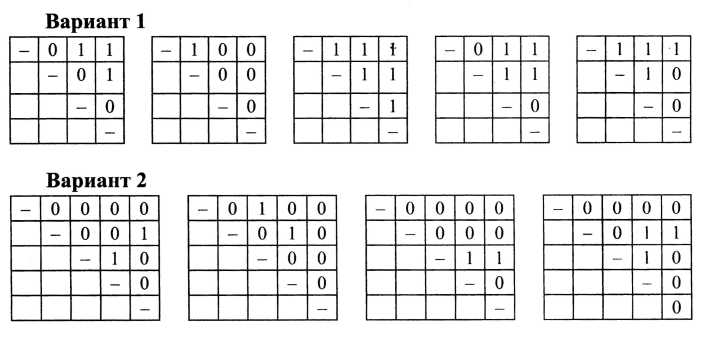 Вариант 1
– 0 1 1 – 1 0 0 – 1 1 1 – 0 1 1 – 1 1 1
– 0 1 – 0 0 – 1 1 – 1 1 – 1 0
– 0 – 0 – 1 – 0 – 0
– – – – –
Вариант 2
– 0 0 0 0 – 0 1 0 0 – 0 0 0 0 – 0 0 0 0
– 0 0 1 – 0 1 0 – 0 0 0 – 0 1 1
– 1 0 – 0 0 – 1 1 – 1 0
– 0 – 0 – 0 – 0
– – – 0